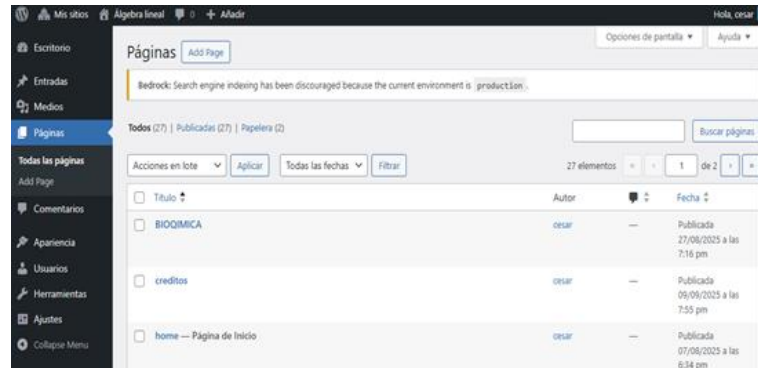 Mis sitios Álgebra lineal 0 + Añadir Hola, cesar
Escritorio
Entradas
Medios
Páginas
Todas las páginas
Add Page
Comentarios
Apariencia
Usuarios
Herramientas
Ajustes
Collapse Menu
Opciones de pantalla Ayuda
Páginas Add Page
Bedrock: Search engine indexing has been discouraged because the current environment is production .
Todos (27) | Publicadas (27) | Papelera (2)
Buscar páginas
Acciones en lote Aplicar Todas las fechas Filtrar 27 elementos « ‹ 1 de 2 › »
Título Autor Fecha
BIOQIMICA cesar — Publicada
27/08/2025 a las
7:16 pm
creditos cesar — Publicada
09/09/2025 a las
7:55 pm
home — Página de Inicio cesar — Publicada
07/08/2025 a las
6:34 pm